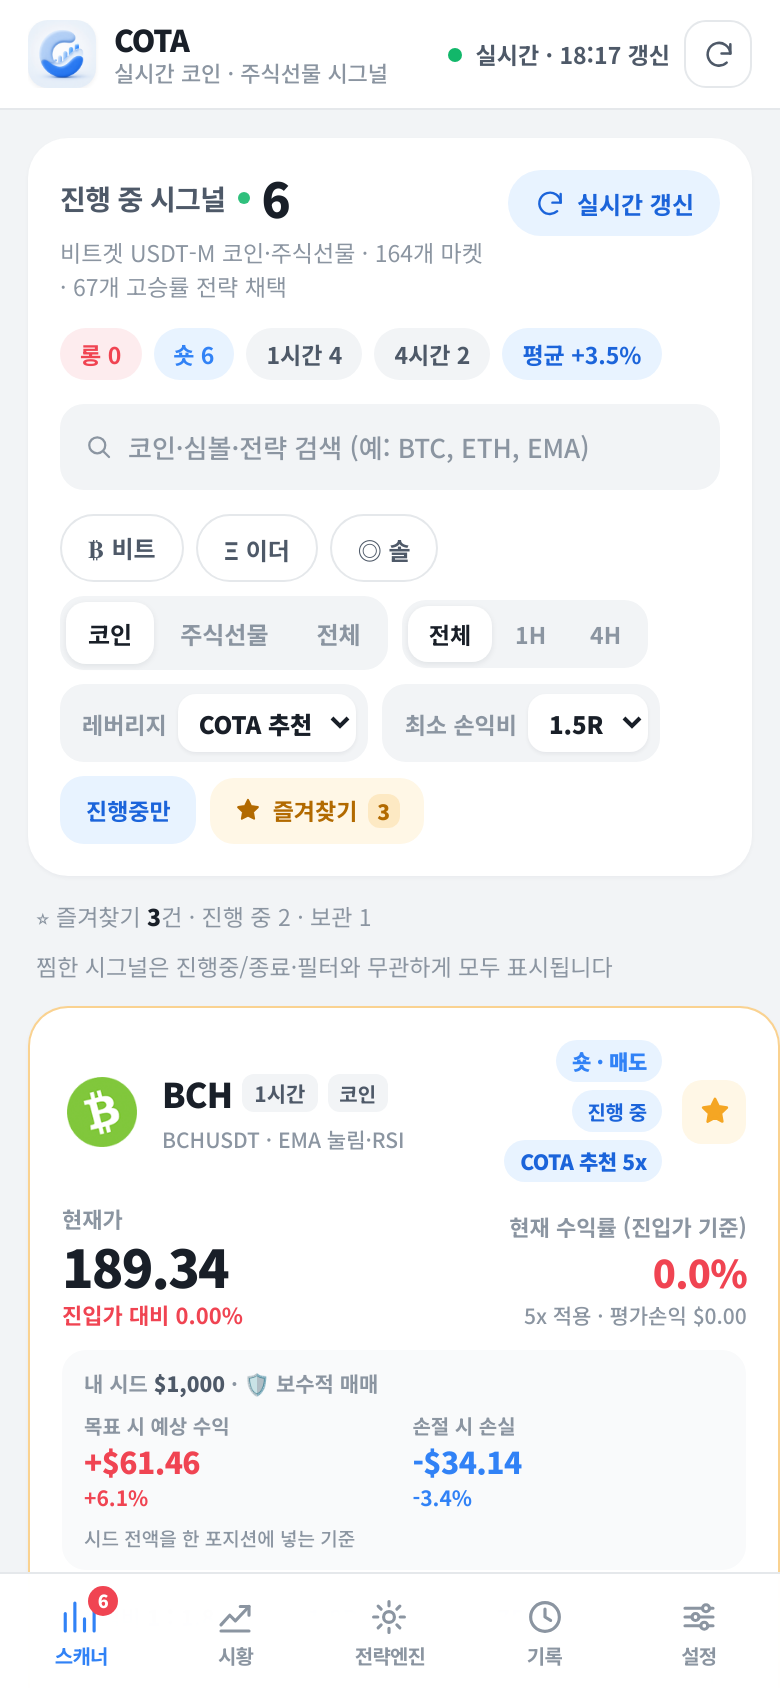 COTA
실시간 코인 · 주식선물 시그널
실시간 · 18:17 갱신
진행 중 시그널 6
실시간 갱신
비트겟 USDT-M 코인·주식선물 · 164개 마켓
· 67개 고승률 전략 채택
롱 0
숏 6
1시간 4
4시간 2
평균 +3.5%
코인·심볼·전략 검색 (예: BTC, ETH, EMA)
₿ 비트
Ξ 이더
◎ 솔
코인
주식선물
전체
전체
1H
4H
레버리지
COTA 추천
최소 손익비
1.5R
진행중만
★ 즐겨찾기 3
☆ 즐겨찾기 3건 · 진행 중 2 · 보관 1
찜한 시그널은 진행중/종료·필터와 무관하게 모두 표시됩니다
BCH
1시간
코인
BCHUSDT · EMA 눌림·RSI
숏 · 매도
진행 중
COTA 추천 5x
현재가
189.34
진입가 대비 0.00%
현재 수익률 (진입가 기준)
0.0%
5x 적용 · 평가손익 $0.00
내 시드 $1,000 · 🛡️ 보수적 매매
목표 시 예상 수익
+$61.46
+6.1%
손절 시 손실
-$34.14
-3.4%
시드 전액을 한 포지션에 넣는 기준
6
스캐너
시황
전략엔진
기록
설정